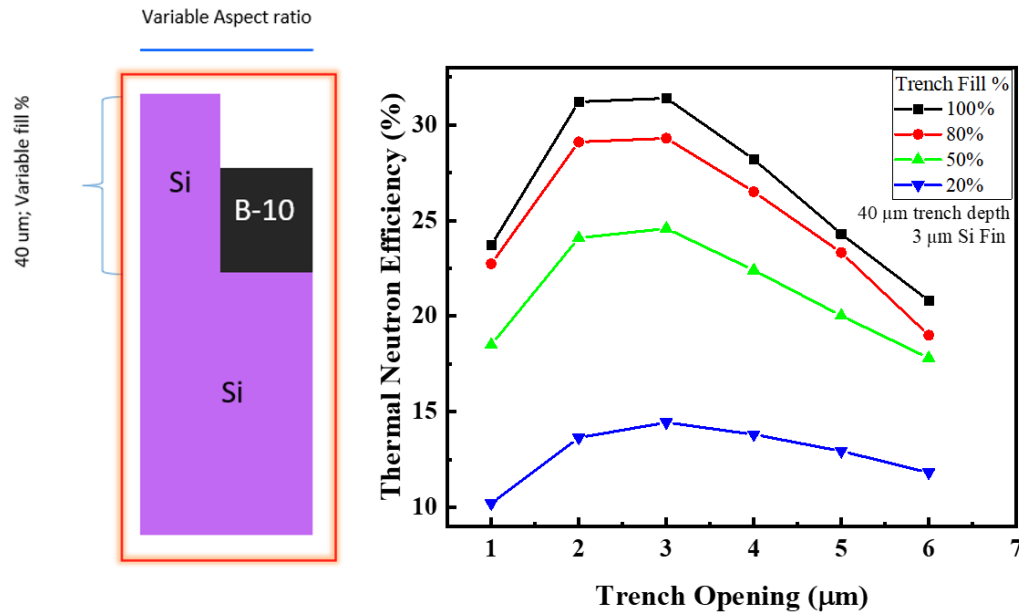 Variable Aspect ratio
40 um; Variable fill %
Si
B-10
Si
Thermal Neutron Efficiency (%)
30
25
20
15
10
Trench Fill %
100%
80%
50%
20%
40 μm trench depth
3 μm Si Fin
1 2 3 4 5 6 7
Trench Opening (μm)